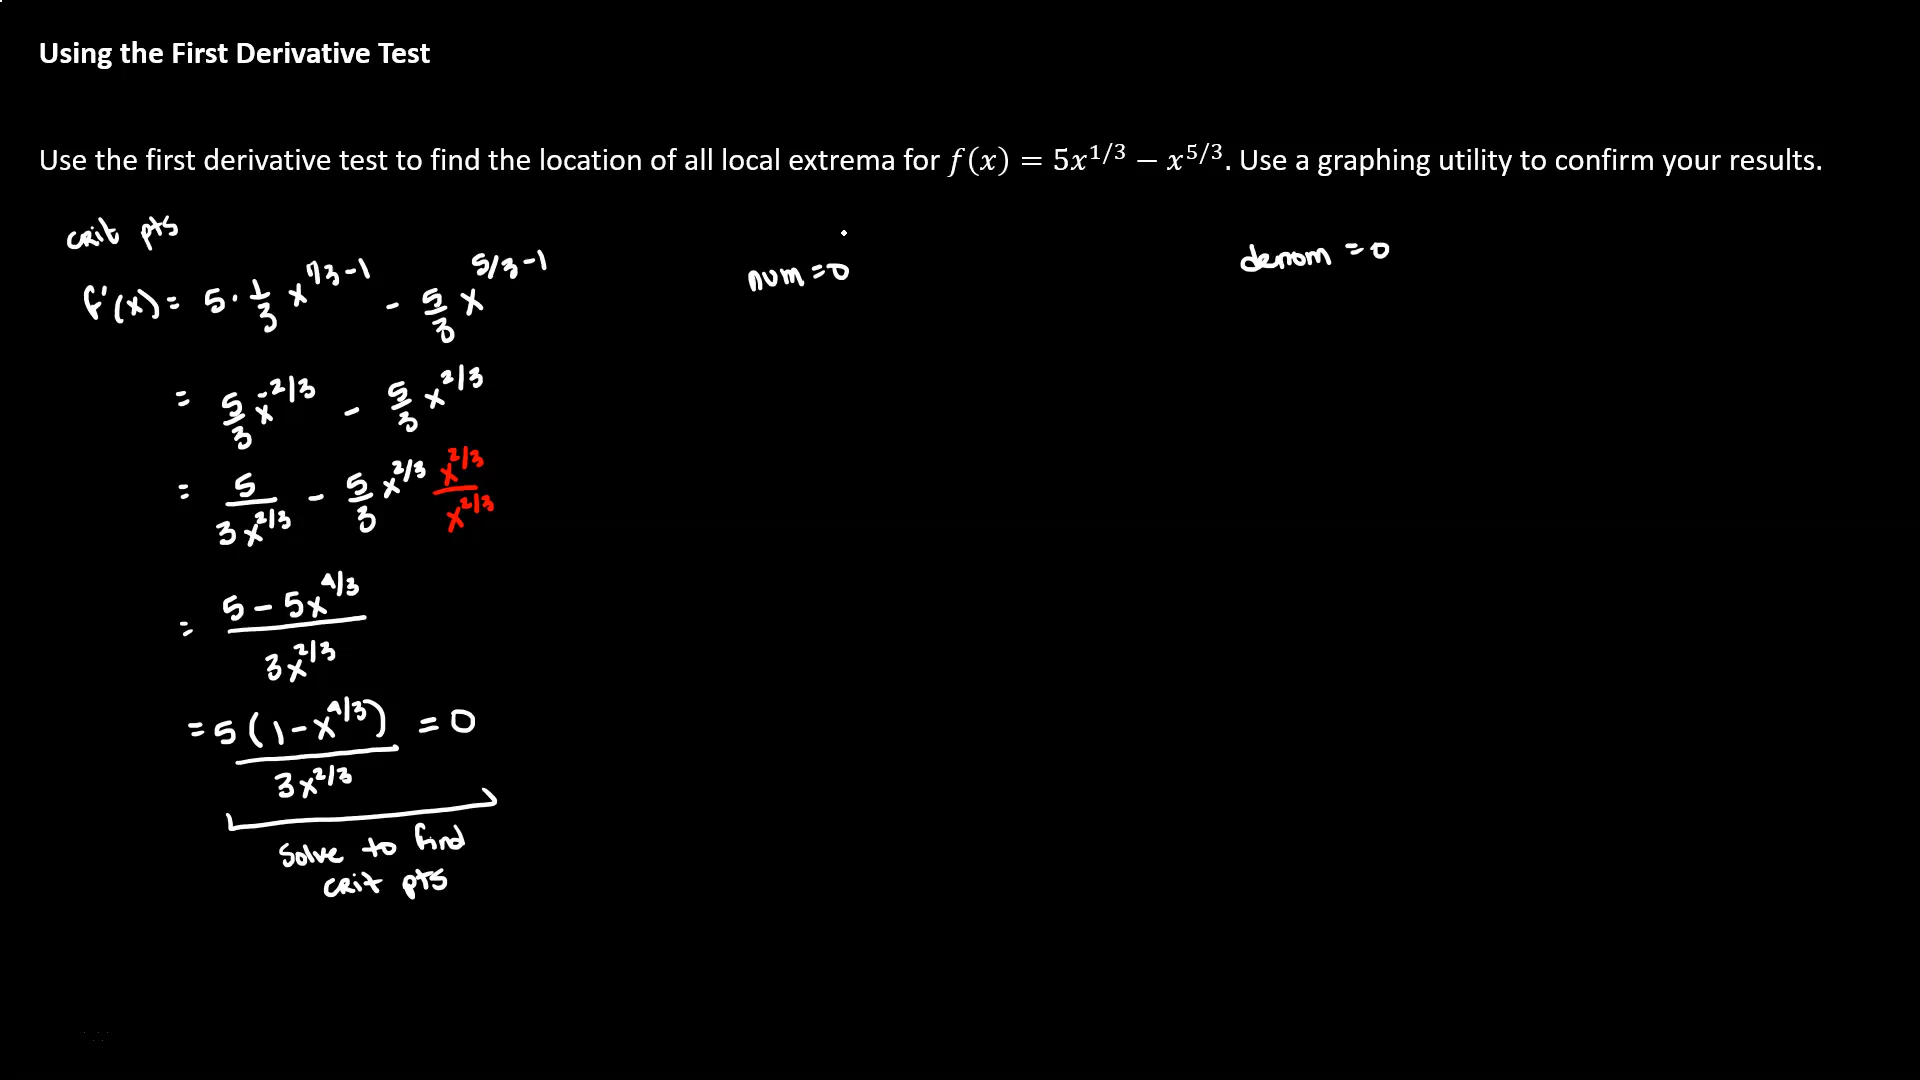 Using the First Derivative Test
Use the first derivative test to find the location of all local extrema for f(x) = 5x^{1/3} − x^{5/3}. Use a graphing utility to confirm your results.
crit pts
f'(x) = 5 · 1/3 x^{1/3 - 1} - 5/3 x^{5/3 - 1}
= 5/3 x^{-2/3} - 5/3 x^{2/3}
= 5/(3x^{2/3}) - 5/3 x^{2/3} x^{2/3}/x^{2/3}
= (5 - 5x^{4/3})/(3x^{2/3})
= 5(1 - x^{4/3})/(3x^{2/3}) = 0
Solve to find
crit pts
num = 0
denom = 0